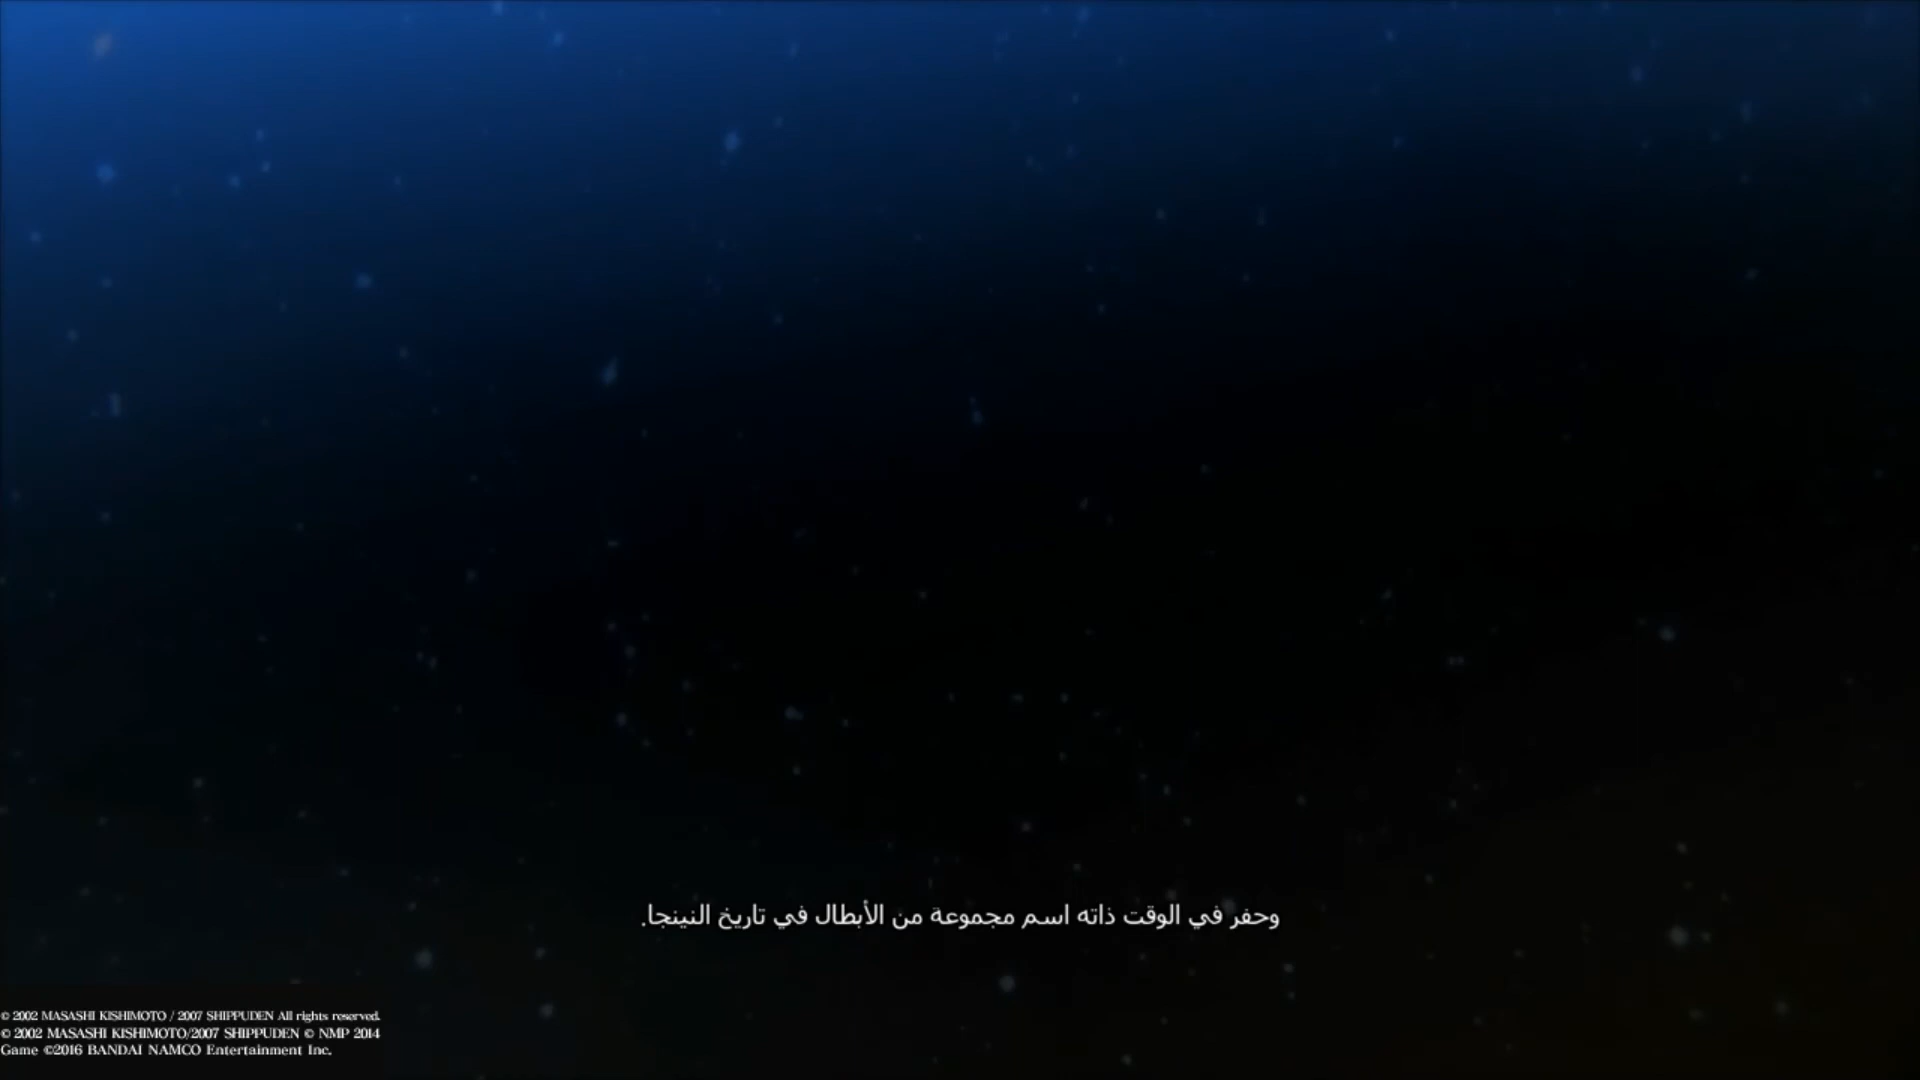 وحفر في الوقت ذاته اسم مجموعة من الأبطال في تاريخ النينجا.
© 2002 MASASHI KISHIMOTO / 2007 SHIPPUDEN All rights reserved.
© 2002 MASASHI KISHIMOTO/2007 SHIPPUDEN © NMP 2014
Game ©2016 BANDAI NAMCO Entertainment Inc.